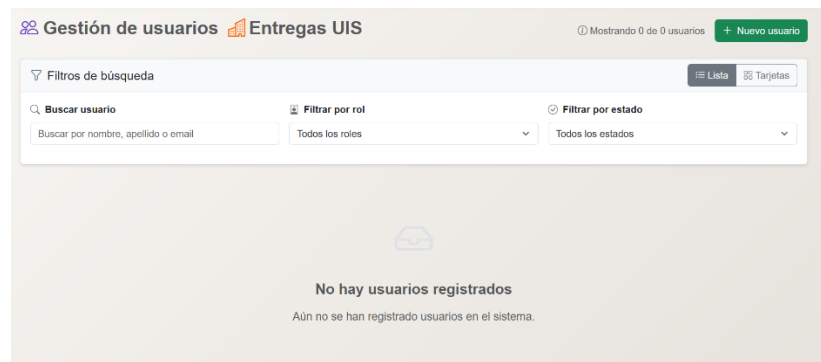 Gestión de usuarios Entregas UIS
Mostrando 0 de 0 usuarios
+ Nuevo usuario
Filtros de búsqueda
Lista
Tarjetas
Buscar usuario
Filtrar por rol
Filtrar por estado
Buscar por nombre, apellido o email
Todos los roles
Todos los estados
No hay usuarios registrados
Aún no se han registrado usuarios en el sistema.